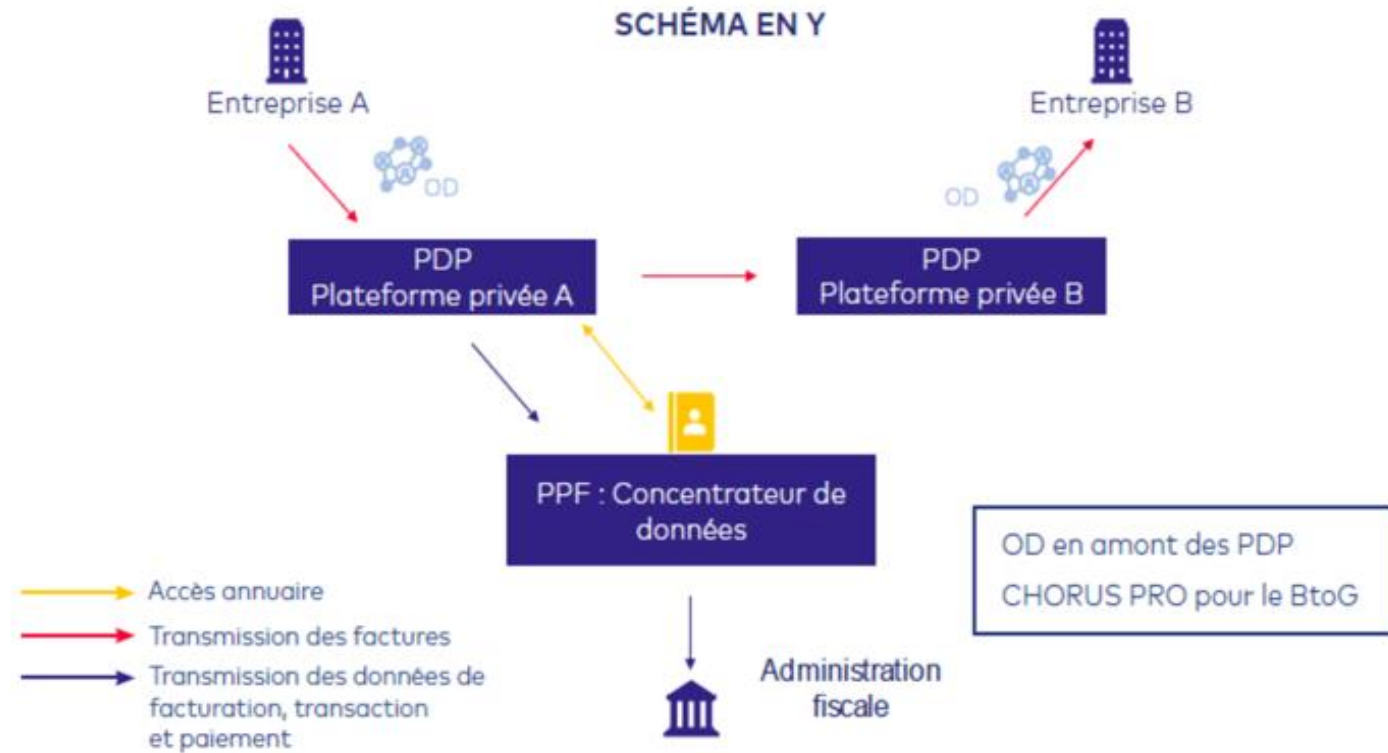 SCHÉMA EN Y
Entreprise A
Entreprise B
OD
OD
PDP
Plateforme privée A
PDP
Plateforme privée B
PPF : Concentrateur de
données
OD en amont des PDP
CHORUS PRO pour le BtoG
Accès annuaire
Transmission des factures
Transmission des données de
facturation, transaction
et paiement
Administration
fiscale